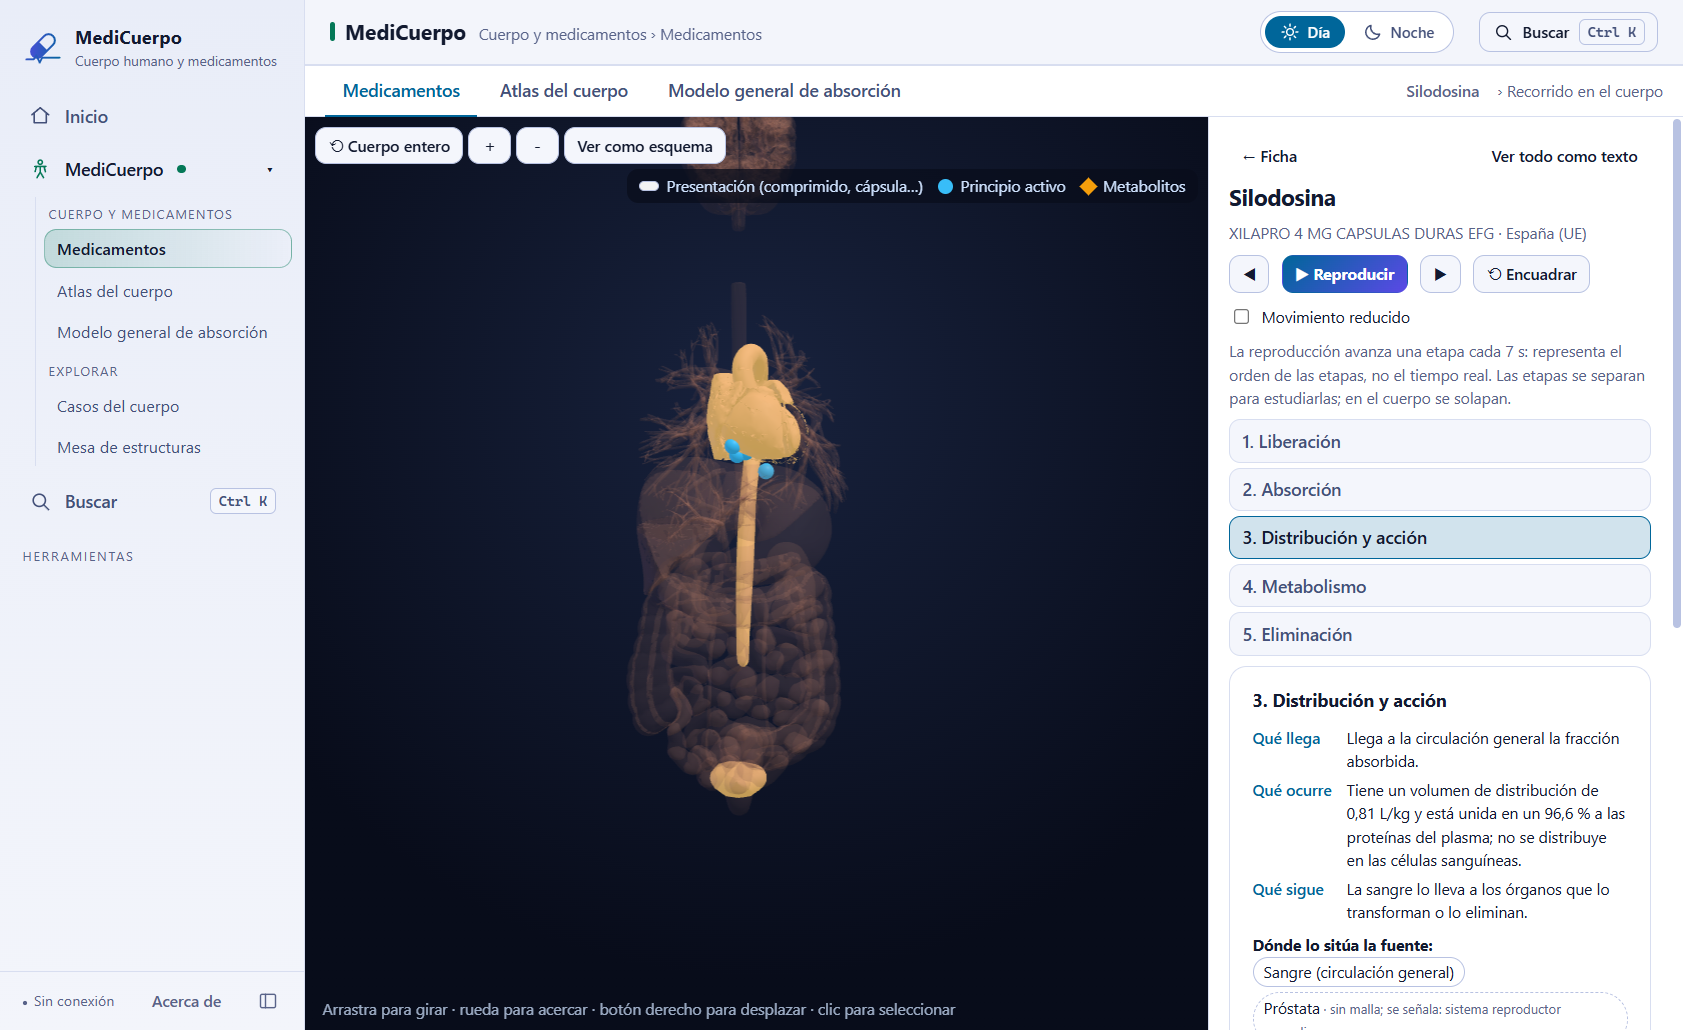 MediCuerpo
Cuerpo humano y medicamentos
Inicio
MediCuerpo
CUERPO Y MEDICAMENTOS
Medicamentos
Atlas del cuerpo
Modelo general de absorción
EXPLORAR
Casos del cuerpo
Mesa de estructuras
Buscar Ctrl K
HERRAMIENTAS
• Sin conexión Acerca de
MediCuerpo Cuerpo y medicamentos › Medicamentos
Día Noche Buscar Ctrl K
Medicamentos Atlas del cuerpo Modelo general de absorción
Silodosina › Recorrido en el cuerpo
Cuerpo entero + - Ver como esquema
Presentación (comprimido, cápsula...) Principio activo Metabolitos
Arrastra para girar · rueda para acercar · botón derecho para desplazar · clic para seleccionar
← Ficha Ver todo como texto
Silodosina
XILAPRO 4 MG CAPSULAS DURAS EFG · España (UE)
◀ ▶ Reproducir ▶ Encuadrar
Movimiento reducido
La reproducción avanza una etapa cada 7 s: representa el
orden de las etapas, no el tiempo real. Las etapas se separan
para estudiarlas; en el cuerpo se solapan.
1. Liberación
2. Absorción
3. Distribución y acción
4. Metabolismo
5. Eliminación
3. Distribución y acción
Qué llega Llega a la circulación general la fracción
absorbida.
Qué ocurre Tiene un volumen de distribución de
0,81 L/kg y está unida en un 96,6 % a las
proteínas del plasma; no se distribuye
en las células sanguíneas.
Qué sigue La sangre lo lleva a los órganos que lo
transforman o lo eliminan.
Dónde lo sitúa la fuente:
Sangre (circulación general)
Próstata · sin malla; se señala: sistema reproductor